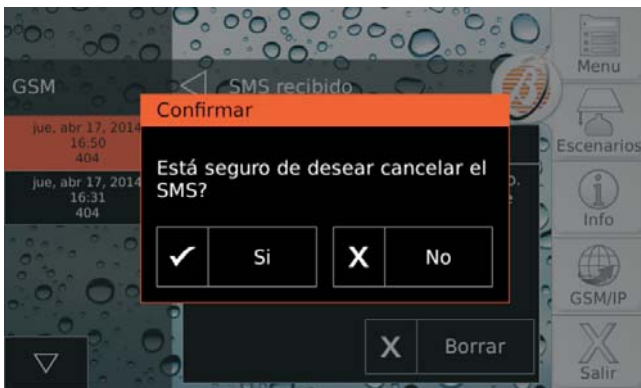 GSM
SMS recibido
jue, abr 17, 2014
16:50
404
jue, abr 17, 2014
16:31
404
Confirmar
Está seguro de desear cancelar el
SMS?
Si
No
Borrar
Menu
Escenarios
Info
GSM/IP
Salir